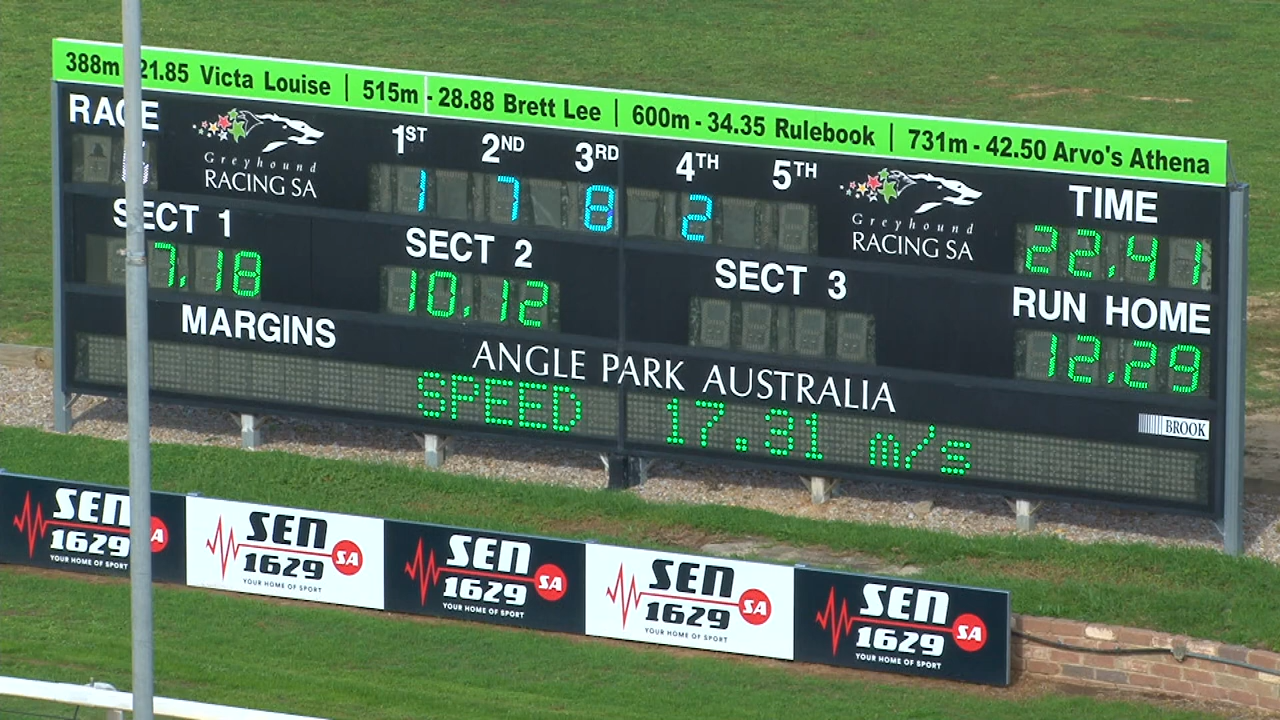 388m 21.85 Victa Louise | 515m - 28.88 Brett Lee | 600m - 34.35 Rulebook | 731m - 42.50 Arvo's Athena
RACE
Greyhound
RACING SA
1ST 2ND 3RD 4TH 5TH
1 7 8 2
Greyhound
RACING SA
TIME
22.41
SECT 1
7.18
SECT 2
10.12
SECT 3
RUN HOME
12.29
MARGINS
ANGLE PARK AUSTRALIA
SPEED 17.31 m/s
BROOK
SEN
1629 SA
YOUR HOME OF SPORT
SEN
1629 SA
YOUR HOME OF SPORT
SEN
1629 SA
YOUR HOME OF SPORT
SEN
1629 SA
YOUR HOME OF SPORT
SEN
1629 SA
YOUR HOME OF SPORT